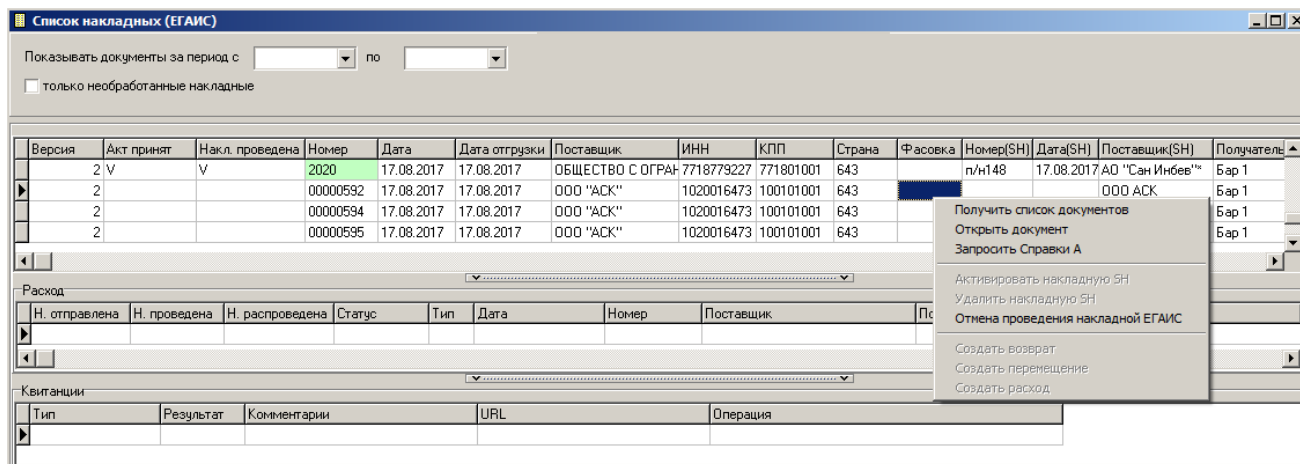 Список накладных (ЕГАИС)
Показывать документы за период с по
только необработанные накладные
Версия Акт принят Накл. проведена Номер Дата Дата отгрузки Поставщик ИНН КПП Страна Фасовка Номер(SH) Дата(SH) Поставщик(SH) Получатель
2 V V 2020 17.08.2017 17.08.2017 ОБЩЕСТВО С ОГРАН 7718779227 771801001 643 п/н148 17.08.2017 АО "Сан Инбев"*  Бар 1
2 00000592 17.08.2017 17.08.2017 ООО "АСК" 1020016473 100101001 643 ООО АСК Бар 1
2 00000594 17.08.2017 17.08.2017 ООО "АСК" 1020016473 100101001 643 Бар 1
2 00000595 17.08.2017 17.08.2017 ООО "АСК" 1020016473 100101001 643 Бар 1
Получить список документов
Открыть документ
Запросить Справки А
Активировать накладную SH
Удалить накладную SH
Отмена проведения накладной ЕГАИС
Создать возврат
Создать перемещение
Создать расход
Расход
Н. отправлена Н. проведена Н. распроведена Статус Тип Дата Номер Поставщик
Квитанции
Тип Результат Комментарии URL Операция